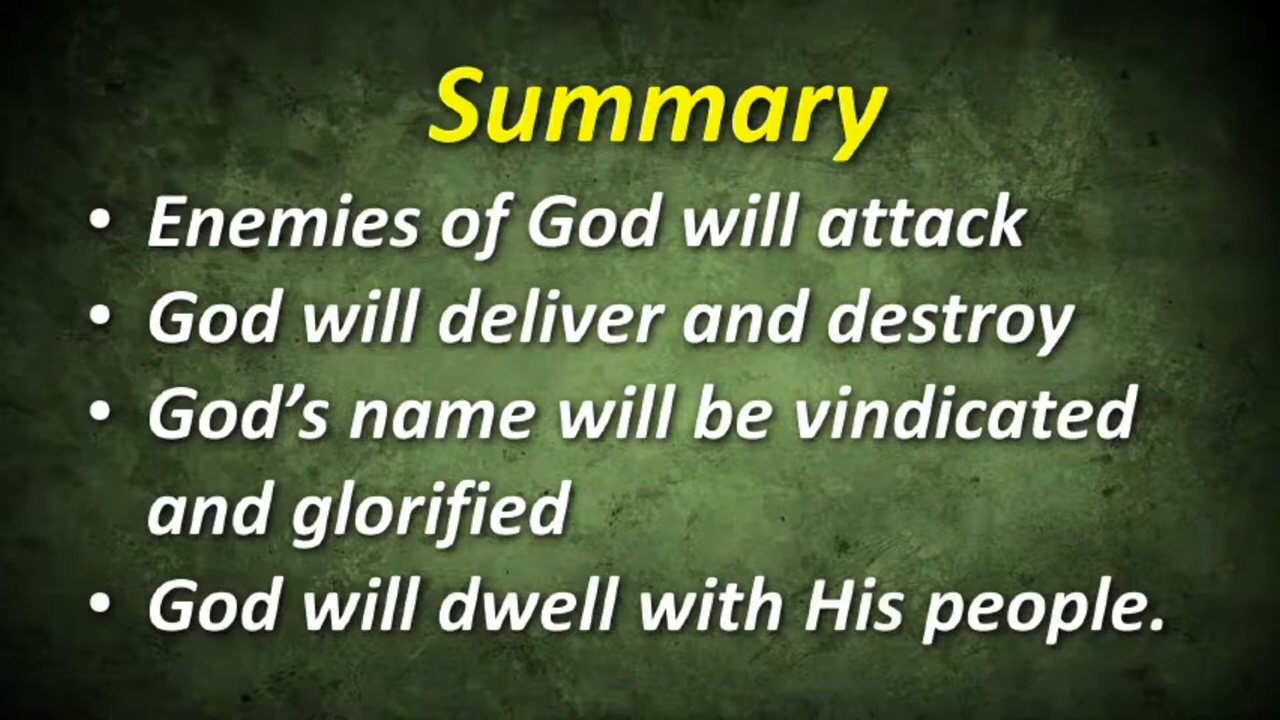 Summary
• Enemies of God will attack
• God will deliver and destroy
• God’s name will be vindicated
and glorified
• God will dwell with His people.